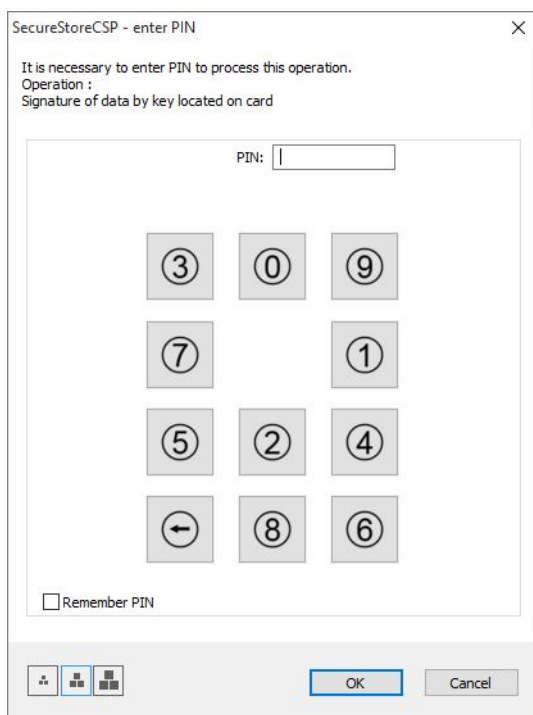 SecureStoreCSP - enter PIN
It is necessary to enter PIN to process this operation.
Operation :
Signature of data by key located on card
PIN:
3 0 9
7 1
5 2 4
8 6
Remember PIN
OK Cancel